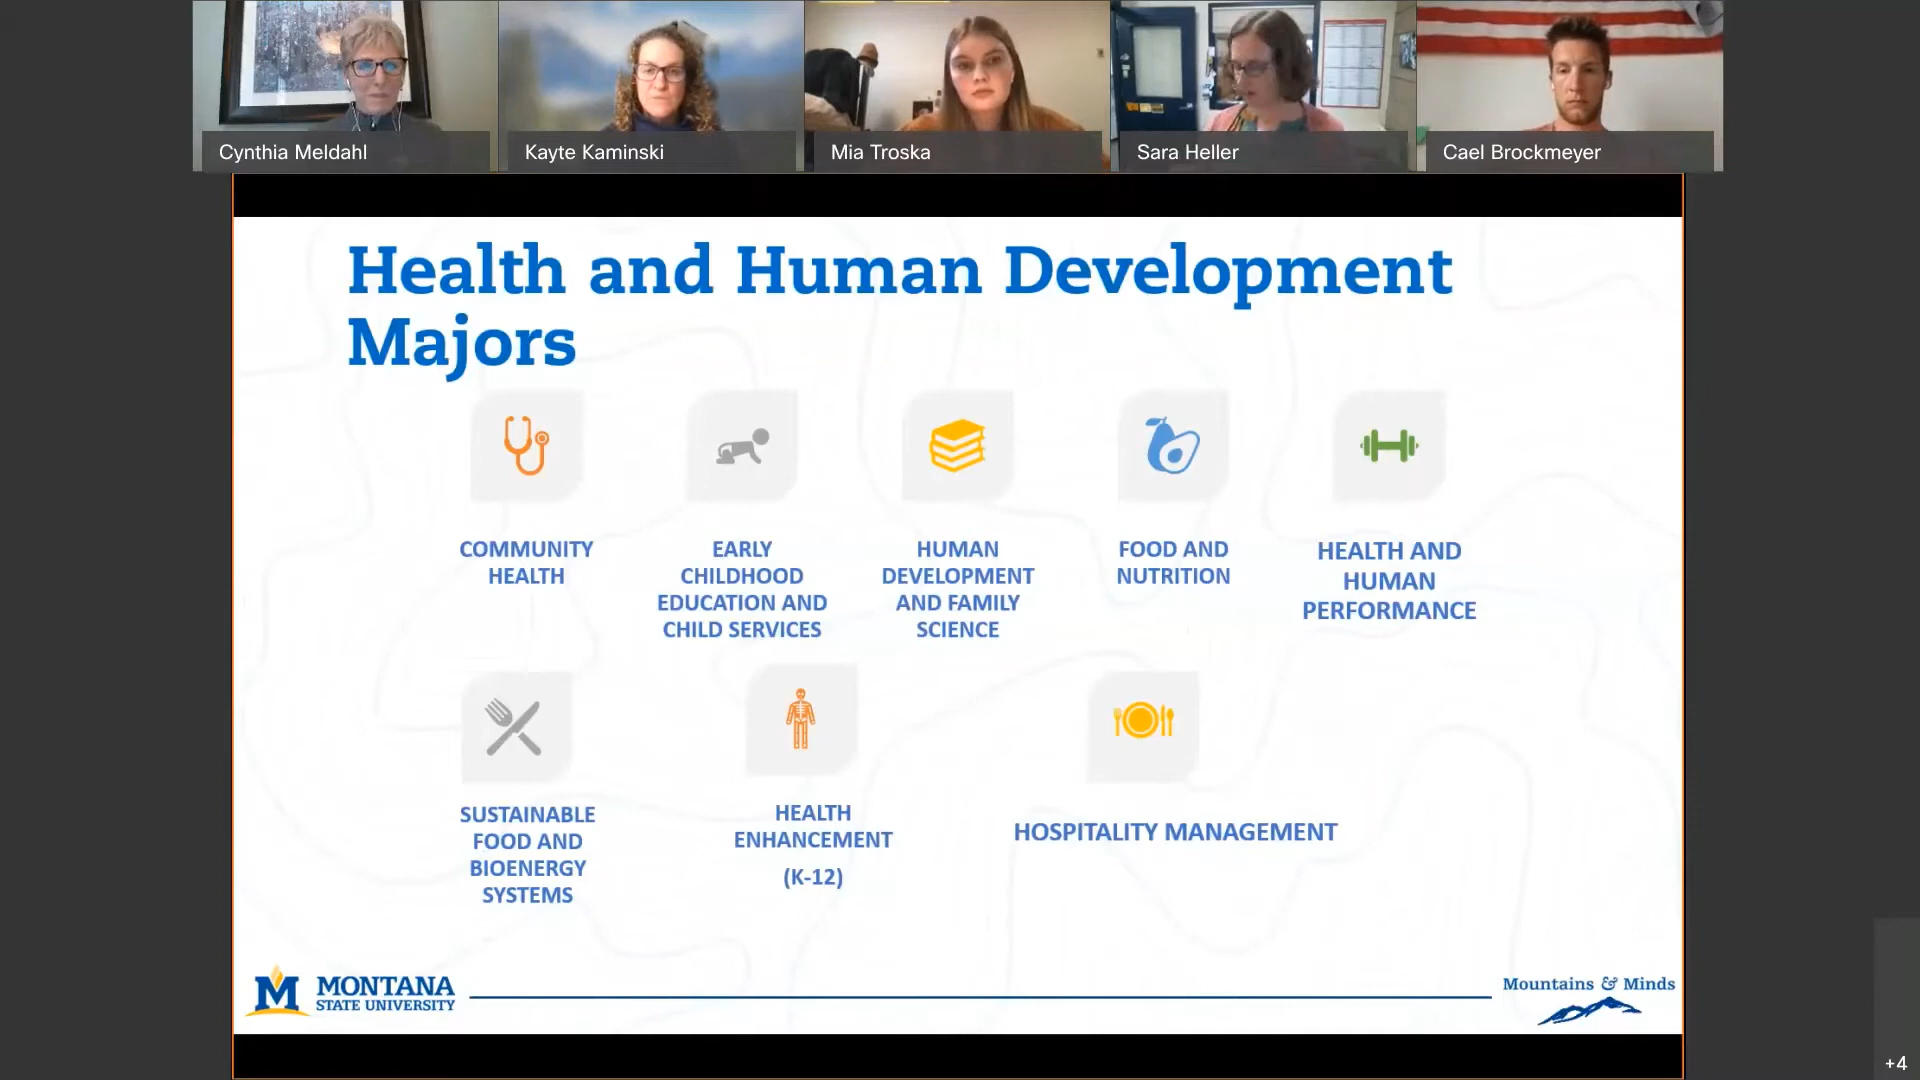 Cynthia Meldahl
Kayte Kaminski
Mia Troska
Sara Heller
Cael Brockmeyer
Health and Human Development
Majors
COMMUNITY
HEALTH
EARLY
CHILDHOOD
EDUCATION AND
CHILD SERVICES
HUMAN
DEVELOPMENT
AND FAMILY
SCIENCE
FOOD AND
NUTRITION
HEALTH AND
HUMAN
PERFORMANCE
SUSTAINABLE
FOOD AND
BIOENERGY
SYSTEMS
HEALTH
ENHANCEMENT
(K-12)
HOSPITALITY MANAGEMENT
M
MONTANA
STATE UNIVERSITY
Mountains & Minds
+4